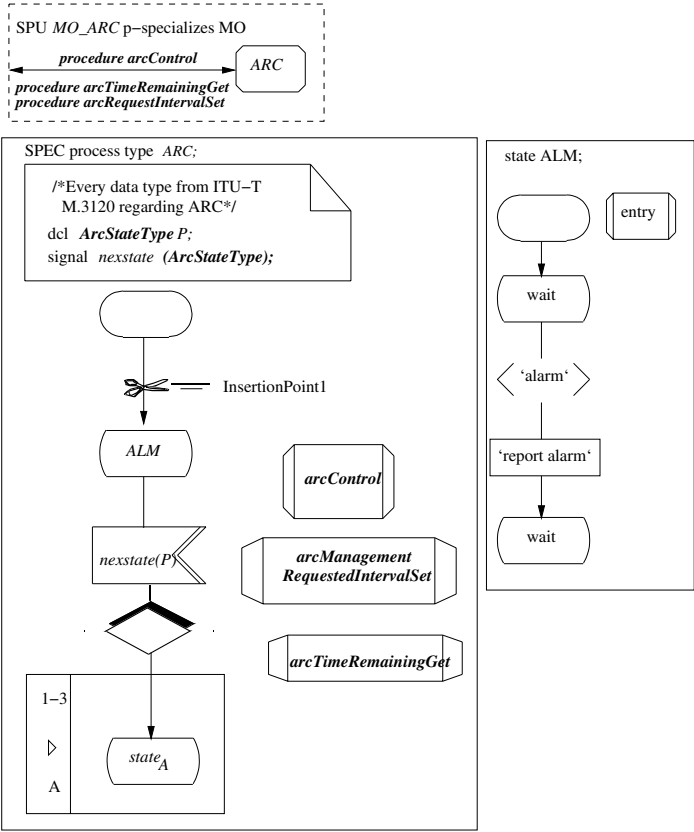 SPU MO_ARC p−specializes MO
procedure arcControl
ARC
procedure arcTimeRemainingGet
procedure arcRequestIntervalSet
SPEC process type ARC;
/*Every data type from ITU−T
M.3120 regarding ARC*/
dcl ArcStateType P;
signal nexstate (ArcStateType);
InsertionPoint1
ALM
arcControl
nexstate(P)
arcManagement
RequestedIntervalSet
arcTimeRemainingGet
1−3
A
state A
state ALM;
entry
wait
‘alarm‘
‘report alarm‘
wait